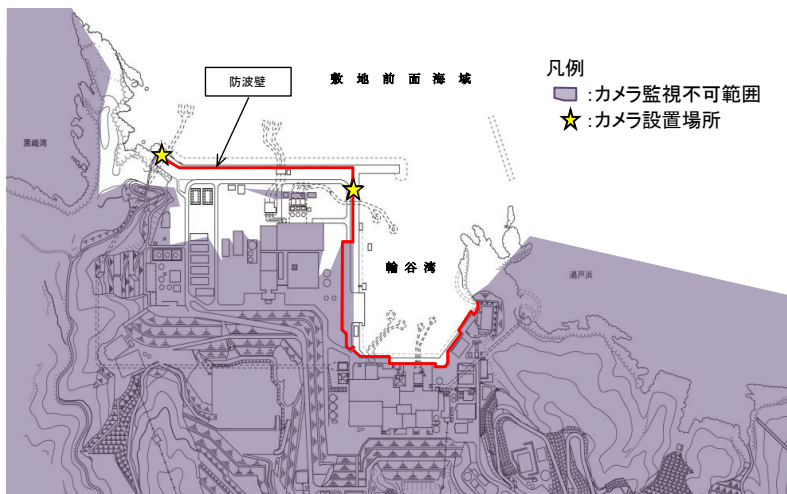 防波壁
敷地前面海域
凡例
:カメラ監視不可範囲
:カメラ設置場所
黒崎湾
輪谷湾
湯戸浜